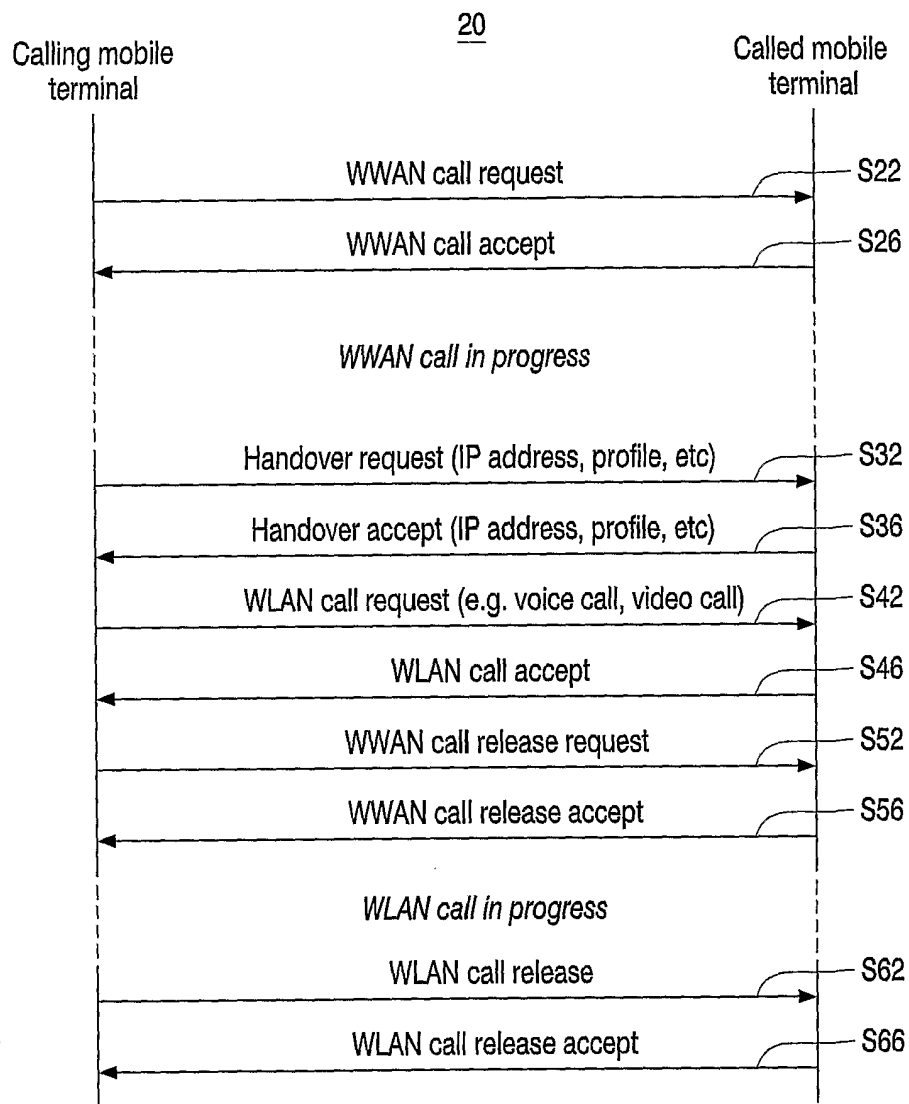 20
Calling mobile
terminal
Called mobile
terminal
WWAN call request
S22
WWAN call accept
S26
WWAN call in progress
Handover request (IP address, profile, etc)
S32
Handover accept (IP address, profile, etc)
S36
WLAN call request (e.g. voice call, video call)
S42
WLAN call accept
S46
WWAN call release request
S52
WWAN call release accept
S56
WLAN call in progress
WLAN call release
S62
WLAN call release accept
S66